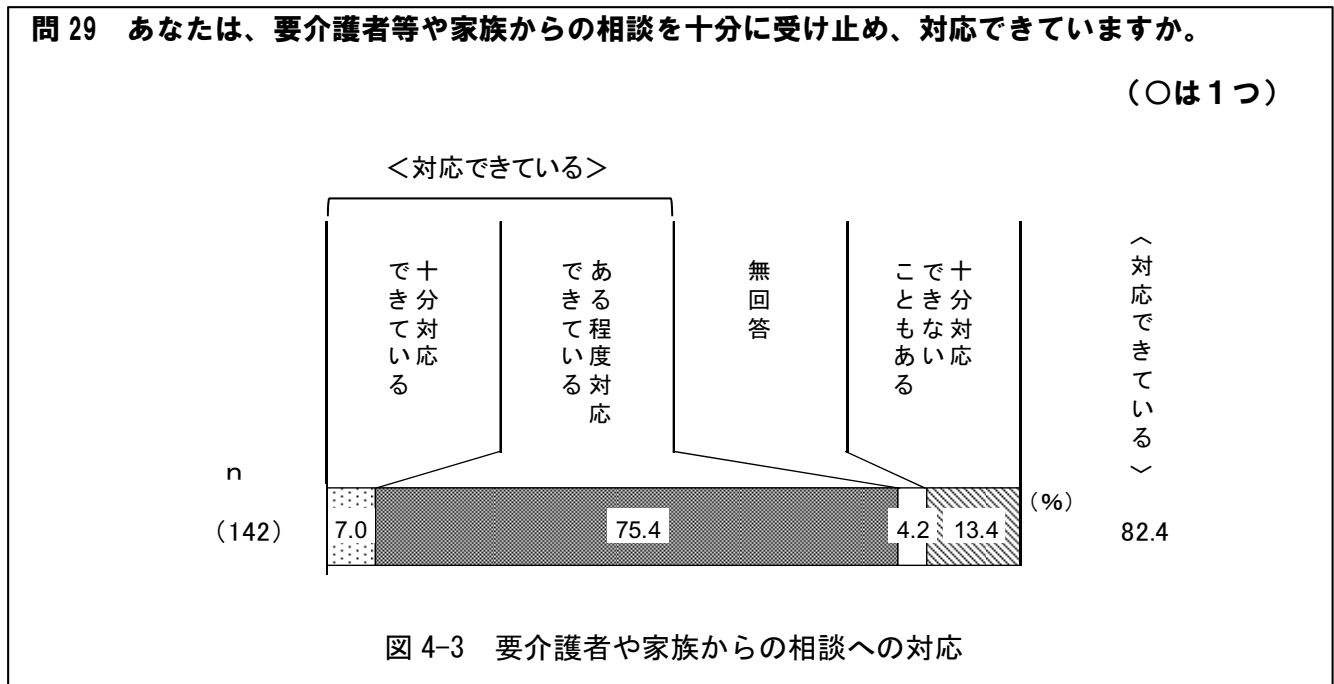 問 29　あなたは、要介護者等や家族からの相談を十分に受け止め、対応できていますか。
（○は１つ）
＜対応できている＞
十分対応
できている
ある程度対応
できている
無回答
十分対応
できない
こともある
〈対応できている〉
n
（%）
（142）
7.0
75.4
4.2
13.4
82.4
図 4-3　要介護者や家族からの相談への対応